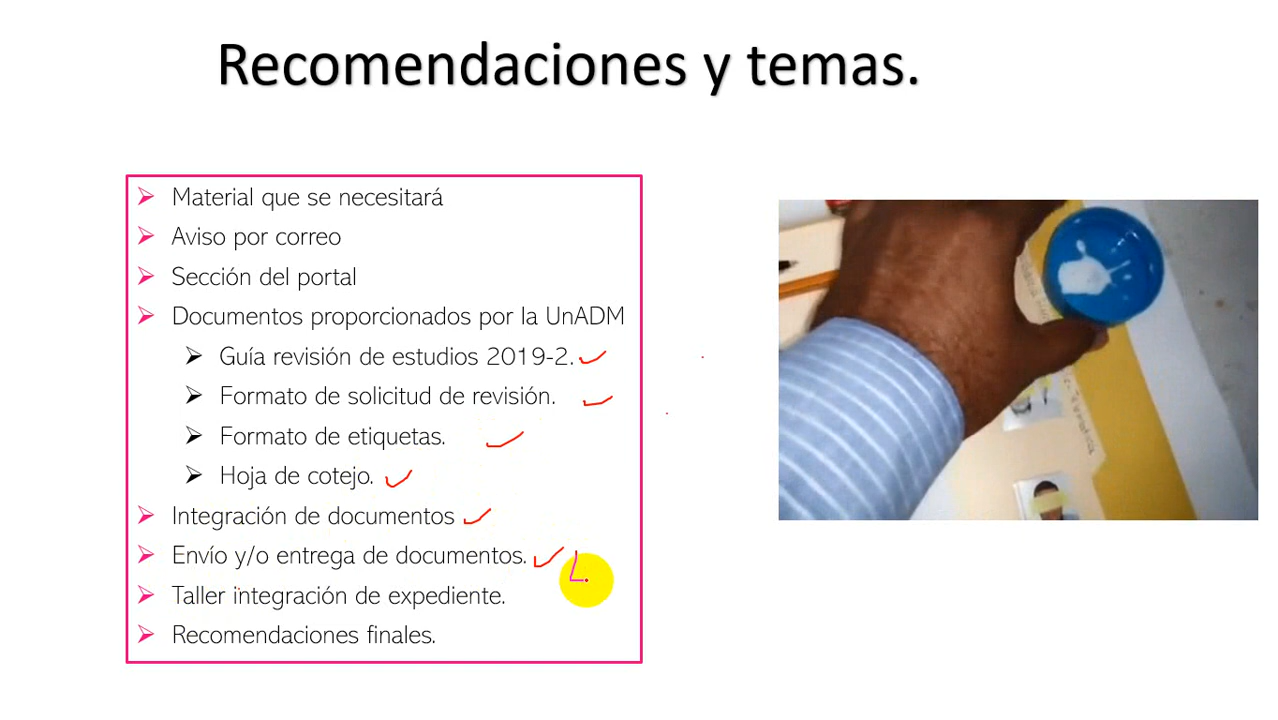 Recomendaciones y temas.
Material que se necesitará
Aviso por correo
Sección del portal
Documentos proporcionados por la UnADM
Guía revisión de estudios 2019-2.
Formato de solicitud de revisión.
Formato de etiquetas.
Hoja de cotejo.
Integración de documentos
Envío y/o entrega de documentos.
Taller integración de expediente.
Recomendaciones finales.